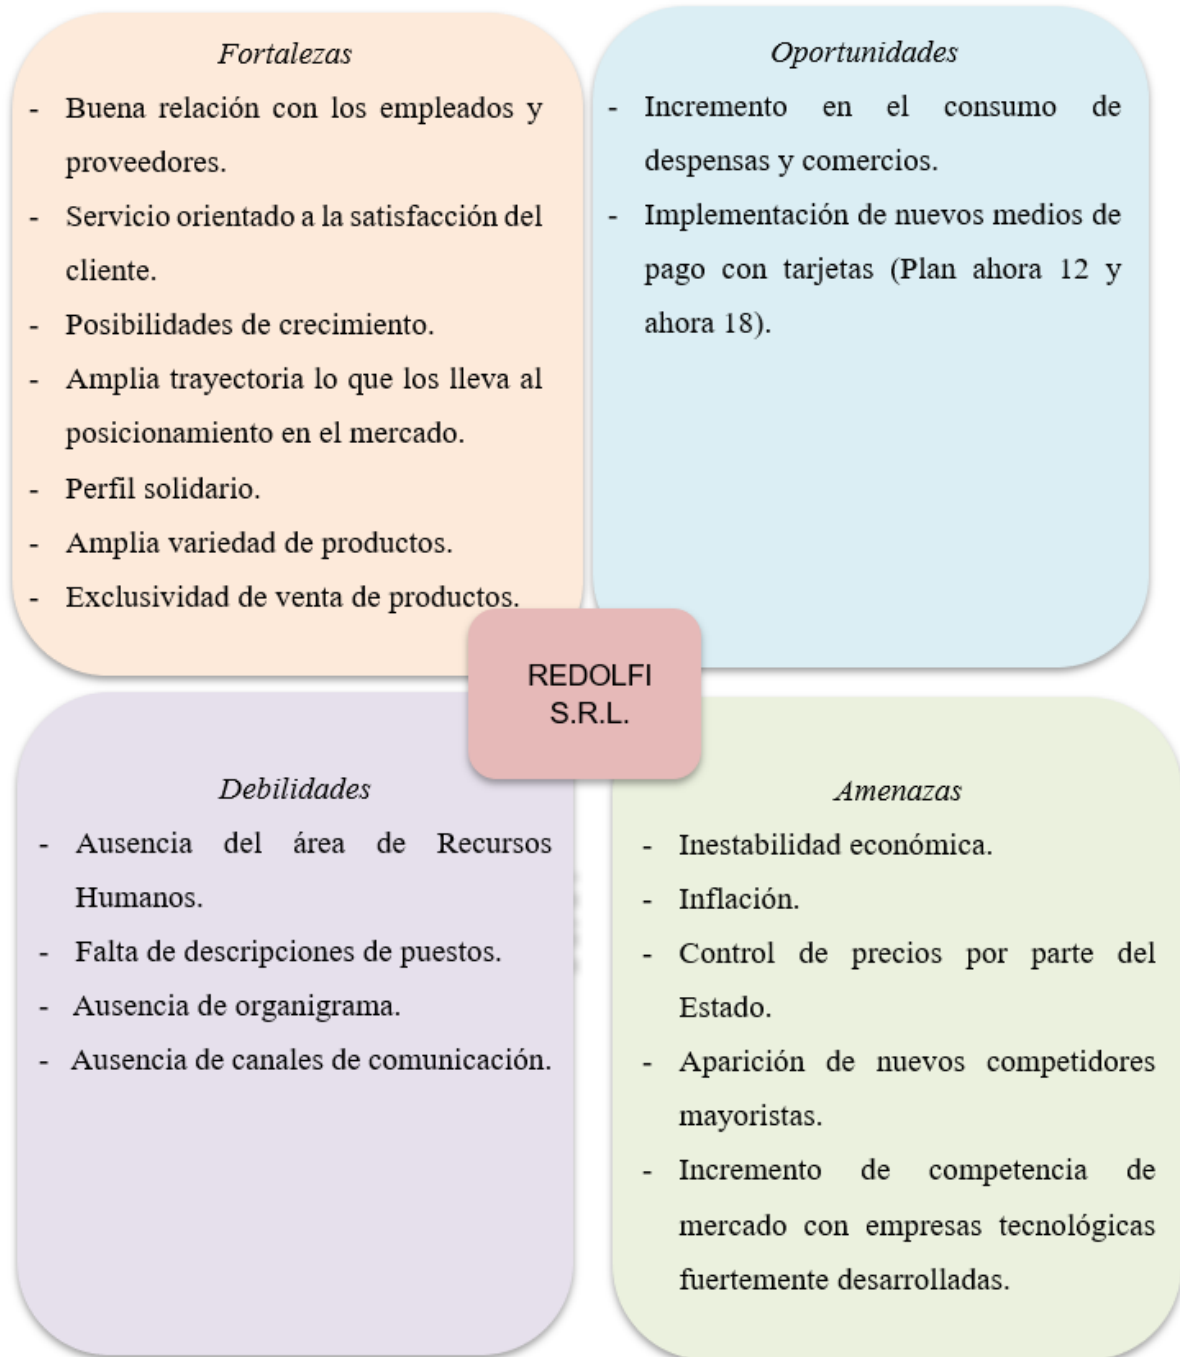 Fortalezas
- Buena relación con los empleados y
proveedores.
- Servicio orientado a la satisfacción del
cliente.
- Posibilidades de crecimiento.
- Amplia trayectoria lo que los lleva al
posicionamiento en el mercado.
- Perfil solidario.
- Amplia variedad de productos.
- Exclusividad de venta de productos.
Oportunidades
- Incremento en el consumo de
despensas y comercios.
- Implementación de nuevos medios de
pago con tarjetas (Plan ahora 12 y
ahora 18).
REDOLFI
S.R.L.
Debilidades
- Ausencia del área de Recursos
Humanos.
- Falta de descripciones de puestos.
- Ausencia de organigrama.
- Ausencia de canales de comunicación.
Amenazas
- Inestabilidad económica.
- Inflación.
- Control de precios por parte del
Estado.
- Aparición de nuevos competidores
mayoristas.
- Incremento de competencia de
mercado con empresas tecnológicas
fuertemente desarrolladas.